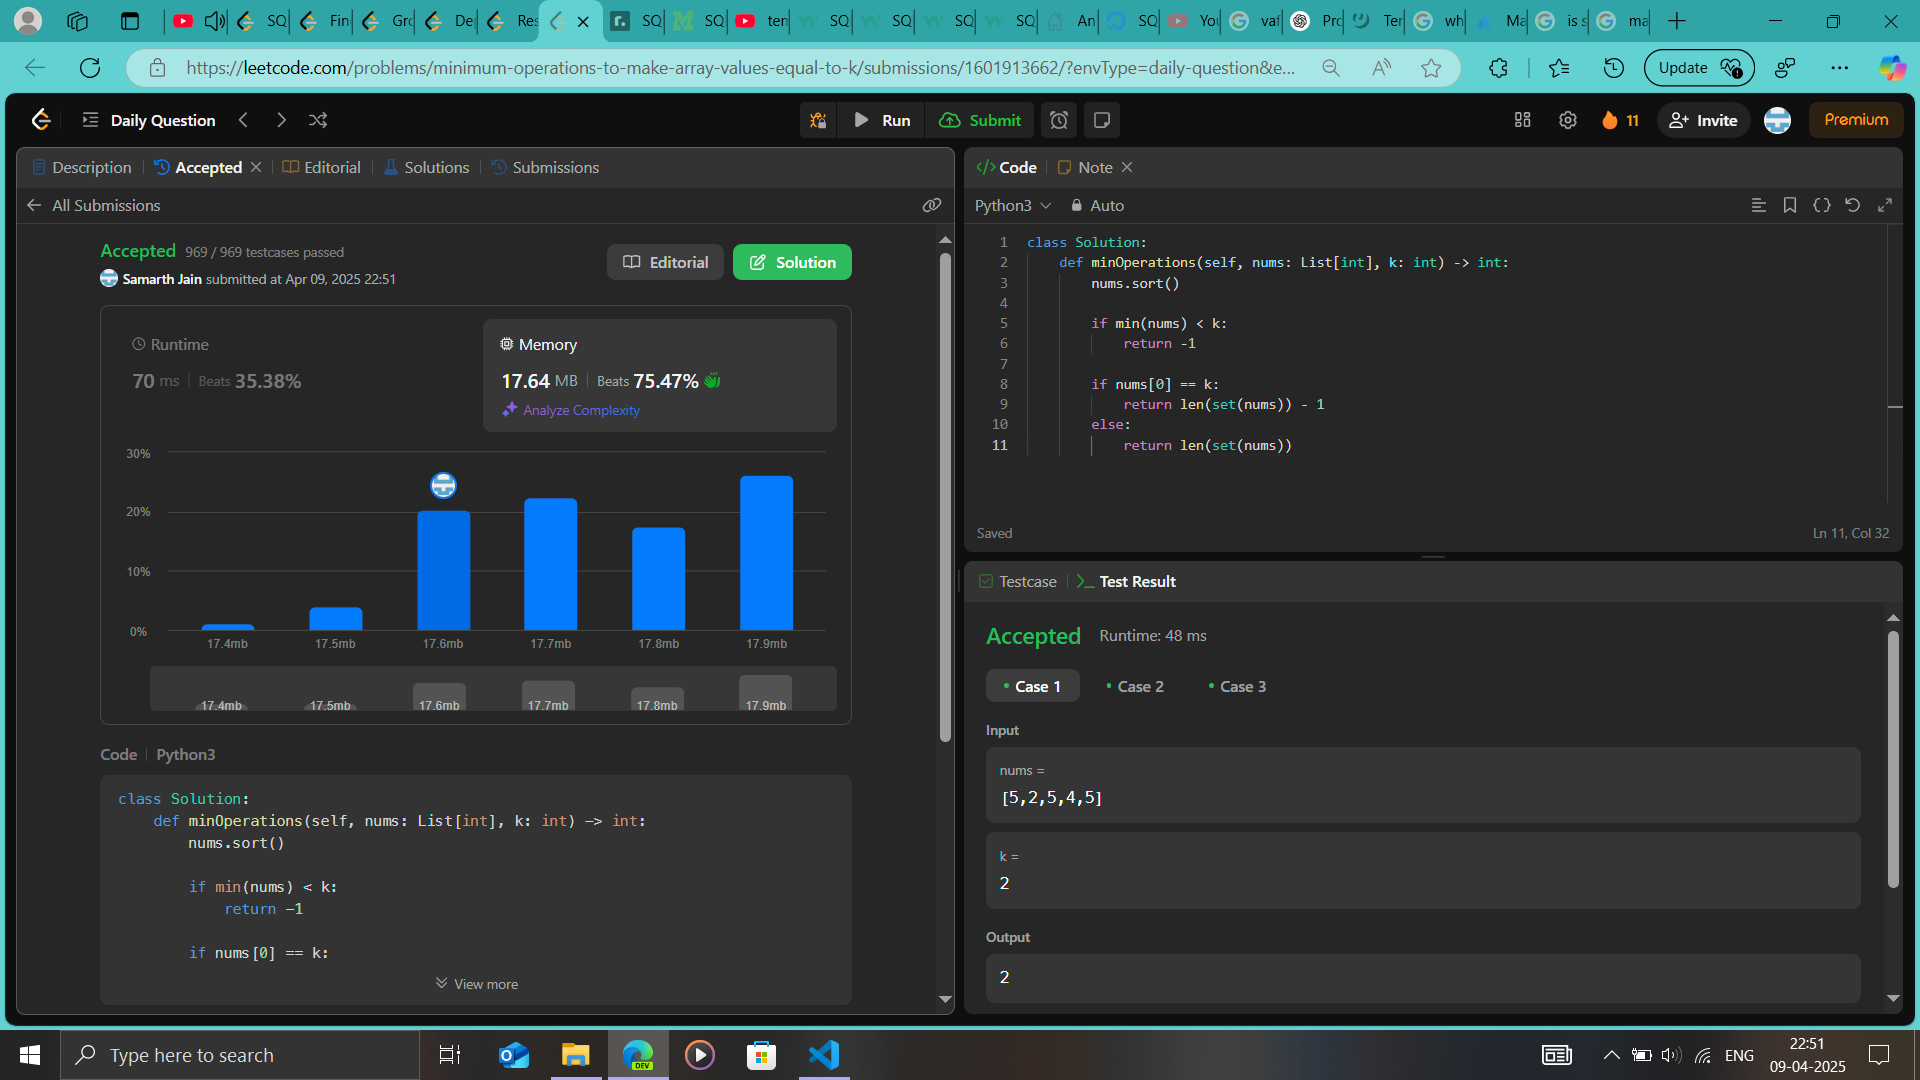 SQ
Fin
Gro
De
Res
SQ
SQ
ten
SQ
SQ
SQ
SQ
An
SQ
You
vaf
Pro
Ter
wh
Ma
is s
ma
https://leetcode.com/problems/minimum-operations-to-make-array-values-equal-to-k/submissions/1601913662/?envType=daily-question&e...
Update
Daily Question
Run
Submit
11
Invite
Premium
Description
Accepted
Editorial
Solutions
Submissions
All Submissions
Accepted 969 / 969 testcases passed
Samarth Jain submitted at Apr 09, 2025 22:51
Editorial
Solution
Runtime
70 ms Beats 35.38%
Memory
17.64 MB Beats 75.47%
Analyze Complexity
30%
20%
10%
0%
17.4mb 17.5mb 17.6mb 17.7mb 17.8mb 17.9mb
17.4mb 17.5mb 17.6mb 17.7mb 17.8mb 17.9mb
Code Python3
class Solution:
    def minOperations(self, nums: List[int], k: int) -> int:
        nums.sort()
        if min(nums) < k:
            return -1
        if nums[0] == k:
View more
</> Code
Note
Python3
Auto
1 class Solution:
2     def minOperations(self, nums: List[int], k: int) -> int:
3         nums.sort()
4
5         if min(nums) < k:
6             return -1
7
8         if nums[0] == k:
9             return len(set(nums)) - 1
10         else:
11             return len(set(nums))
Saved
Ln 11, Col 32
Testcase
Test Result
Accepted Runtime: 48 ms
Case 1
Case 2
Case 3
Input
nums =
[5,2,5,4,5]
k =
2
Output
2
Type here to search
DEV
ENG
22:51
09-04-2025